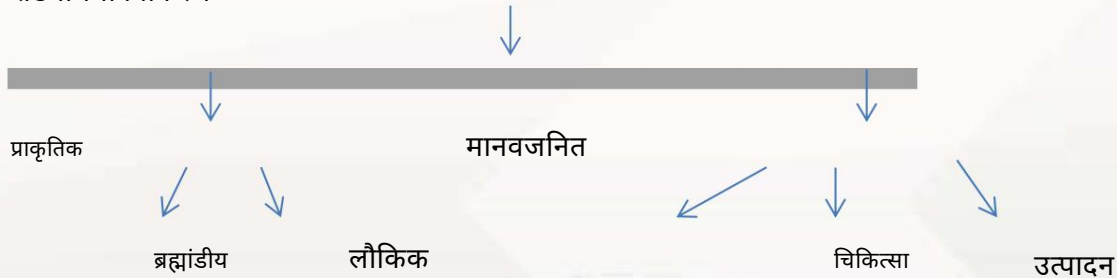 प्राकृतिक मानवजनित
ब्रह्मांडीय लौकिक चिकित्सा उत्पादन